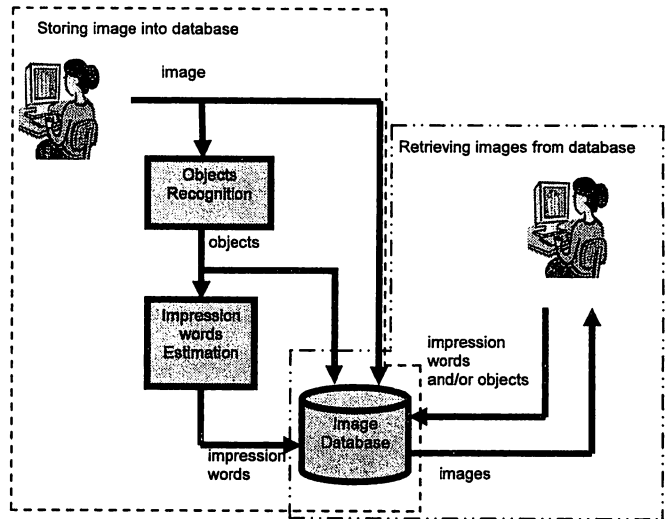 Storing image into database
image
Objects
Recognition
objects
Impression
words
Estimation
impression
words
Image
Database
Retrieving images from database
impression
words
and/or objects
images